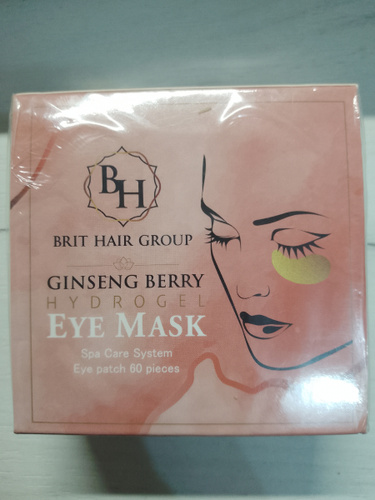 BH
BRIT HAIR GROUP
GINSENG BERRY
HYDROGEL
EYE MASK
Spa Care System
Eye patch 60 pieces